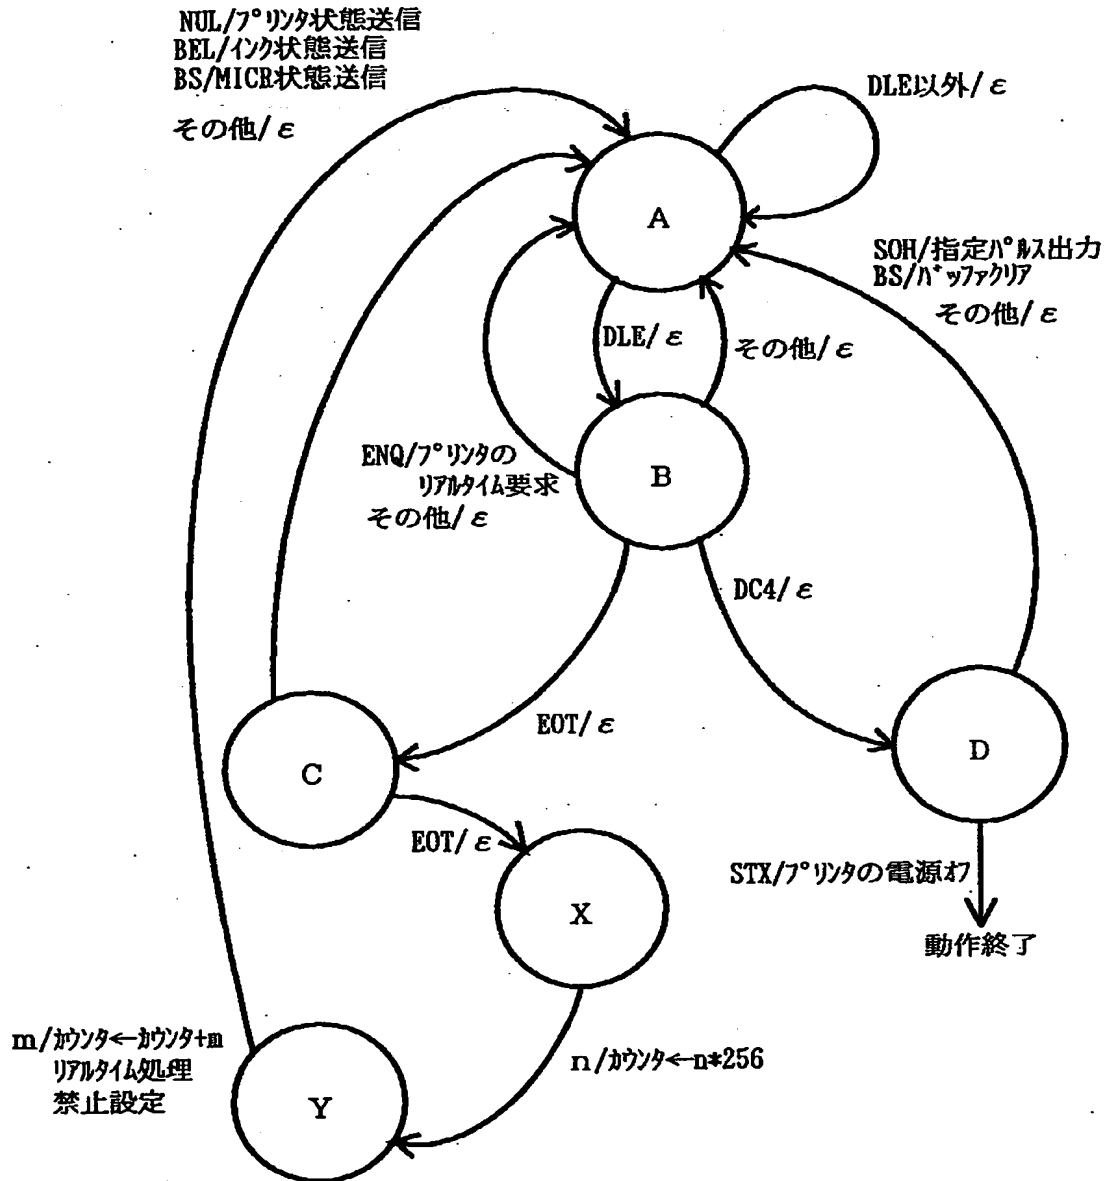 NUL/プリンタ状態送信
BEL/インク状態送信
BS/MICR状態送信
その他/ε
DLE以外/ε
A
SOH/指定パルス出力
BS/バッファクリア
その他/ε
DLE/ε
その他/ε
ENQ/プリンタの
リアルタイム要求
その他/ε
B
DC4/ε
EOT/ε
C
D
EOT/ε
X
STX/プリンタの電源オフ
動作終了
m/カウンタ←カウンタ+m
リアルタイム処理
禁止設定
n/カウンタ←n*256
Y